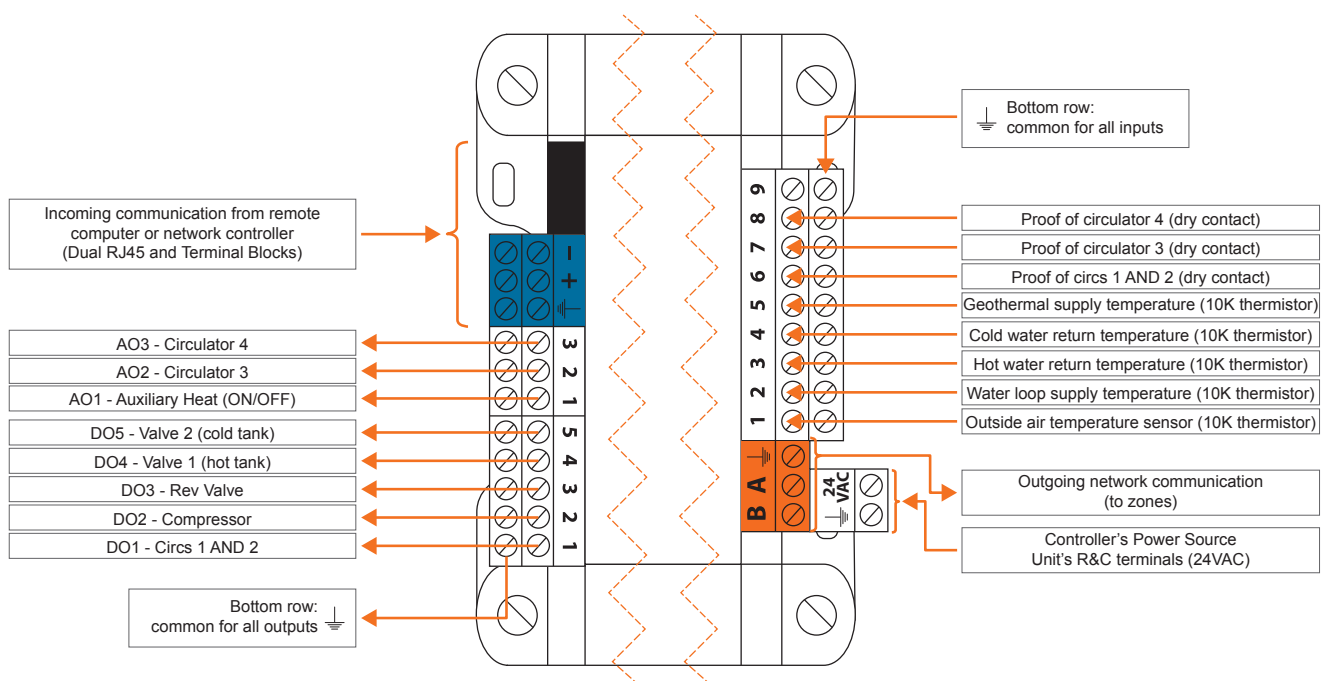 Bottom row:
common for all inputs
Incoming communication from remote
computer or network controller
(Dual RJ45 and Terminal Blocks)
AO3 - Circulator 4
AO2 - Circulator 3
AO1 - Auxiliary Heat (ON/OFF)
DO5 - Valve 2 (cold tank)
DO4 - Valve 1 (hot tank)
DO3 - Rev Valve
DO2 - Compressor
DO1 - Circs 1 AND 2
Bottom row:
common for all outputs
–
+
3
2
1
5
4
3
2
1
9
8
7
6
5
4
3
2
1
A
B
24
VAC
Proof of circulator 4 (dry contact)
Proof of circulator 3 (dry contact)
Proof of circs 1 AND 2 (dry contact)
Geothermal supply temperature (10K thermistor)
Cold water return temperature (10K thermistor)
Hot water return temperature (10K thermistor)
Water loop supply temperature (10K thermistor)
Outside air temperature sensor (10K thermistor)
Outgoing network communication
(to zones)
Controller's Power Source
Unit's R&C terminals (24VAC)